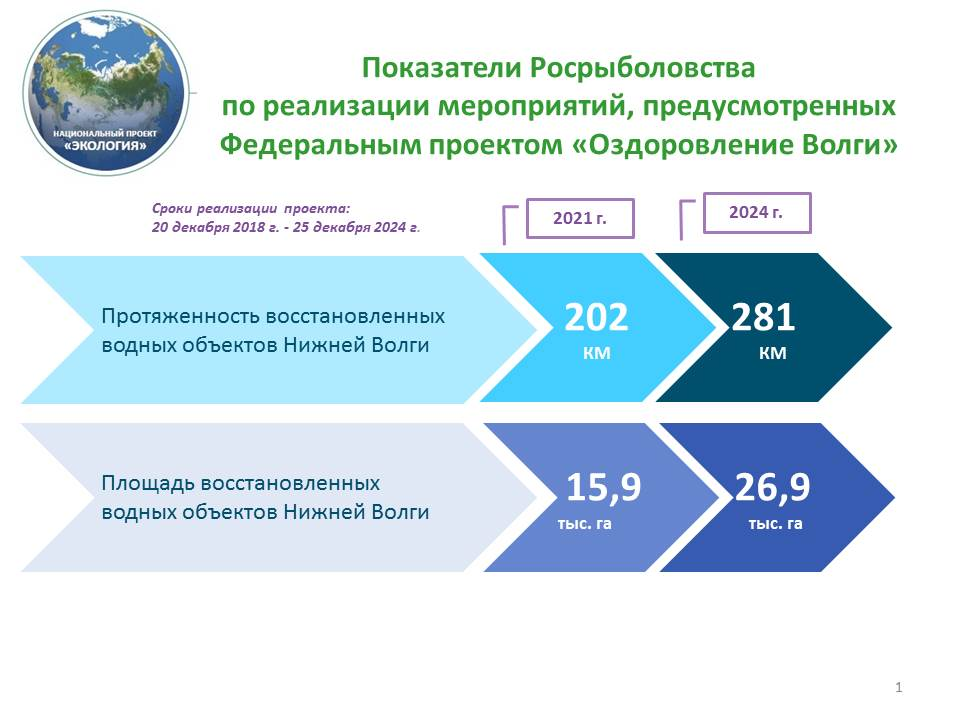 НАЦИОНАЛЬНЫЙ ПРОЕКТ
«ЭКОЛОГИЯ»
Показатели Росрыболовства
по реализации мероприятий, предусмотренных
Федеральным проектом «Оздоровление Волги»
Сроки реализации проекта:
20 декабря 2018 г. - 25 декабря 2024 г.
2021 г.
2024 г.
Протяженность восстановленных
водных объектов Нижней Волги
202
км
281
км
Площадь восстановленных
водных объектов Нижней Волги
15,9
тыс. га
26,9
тыс. га
1